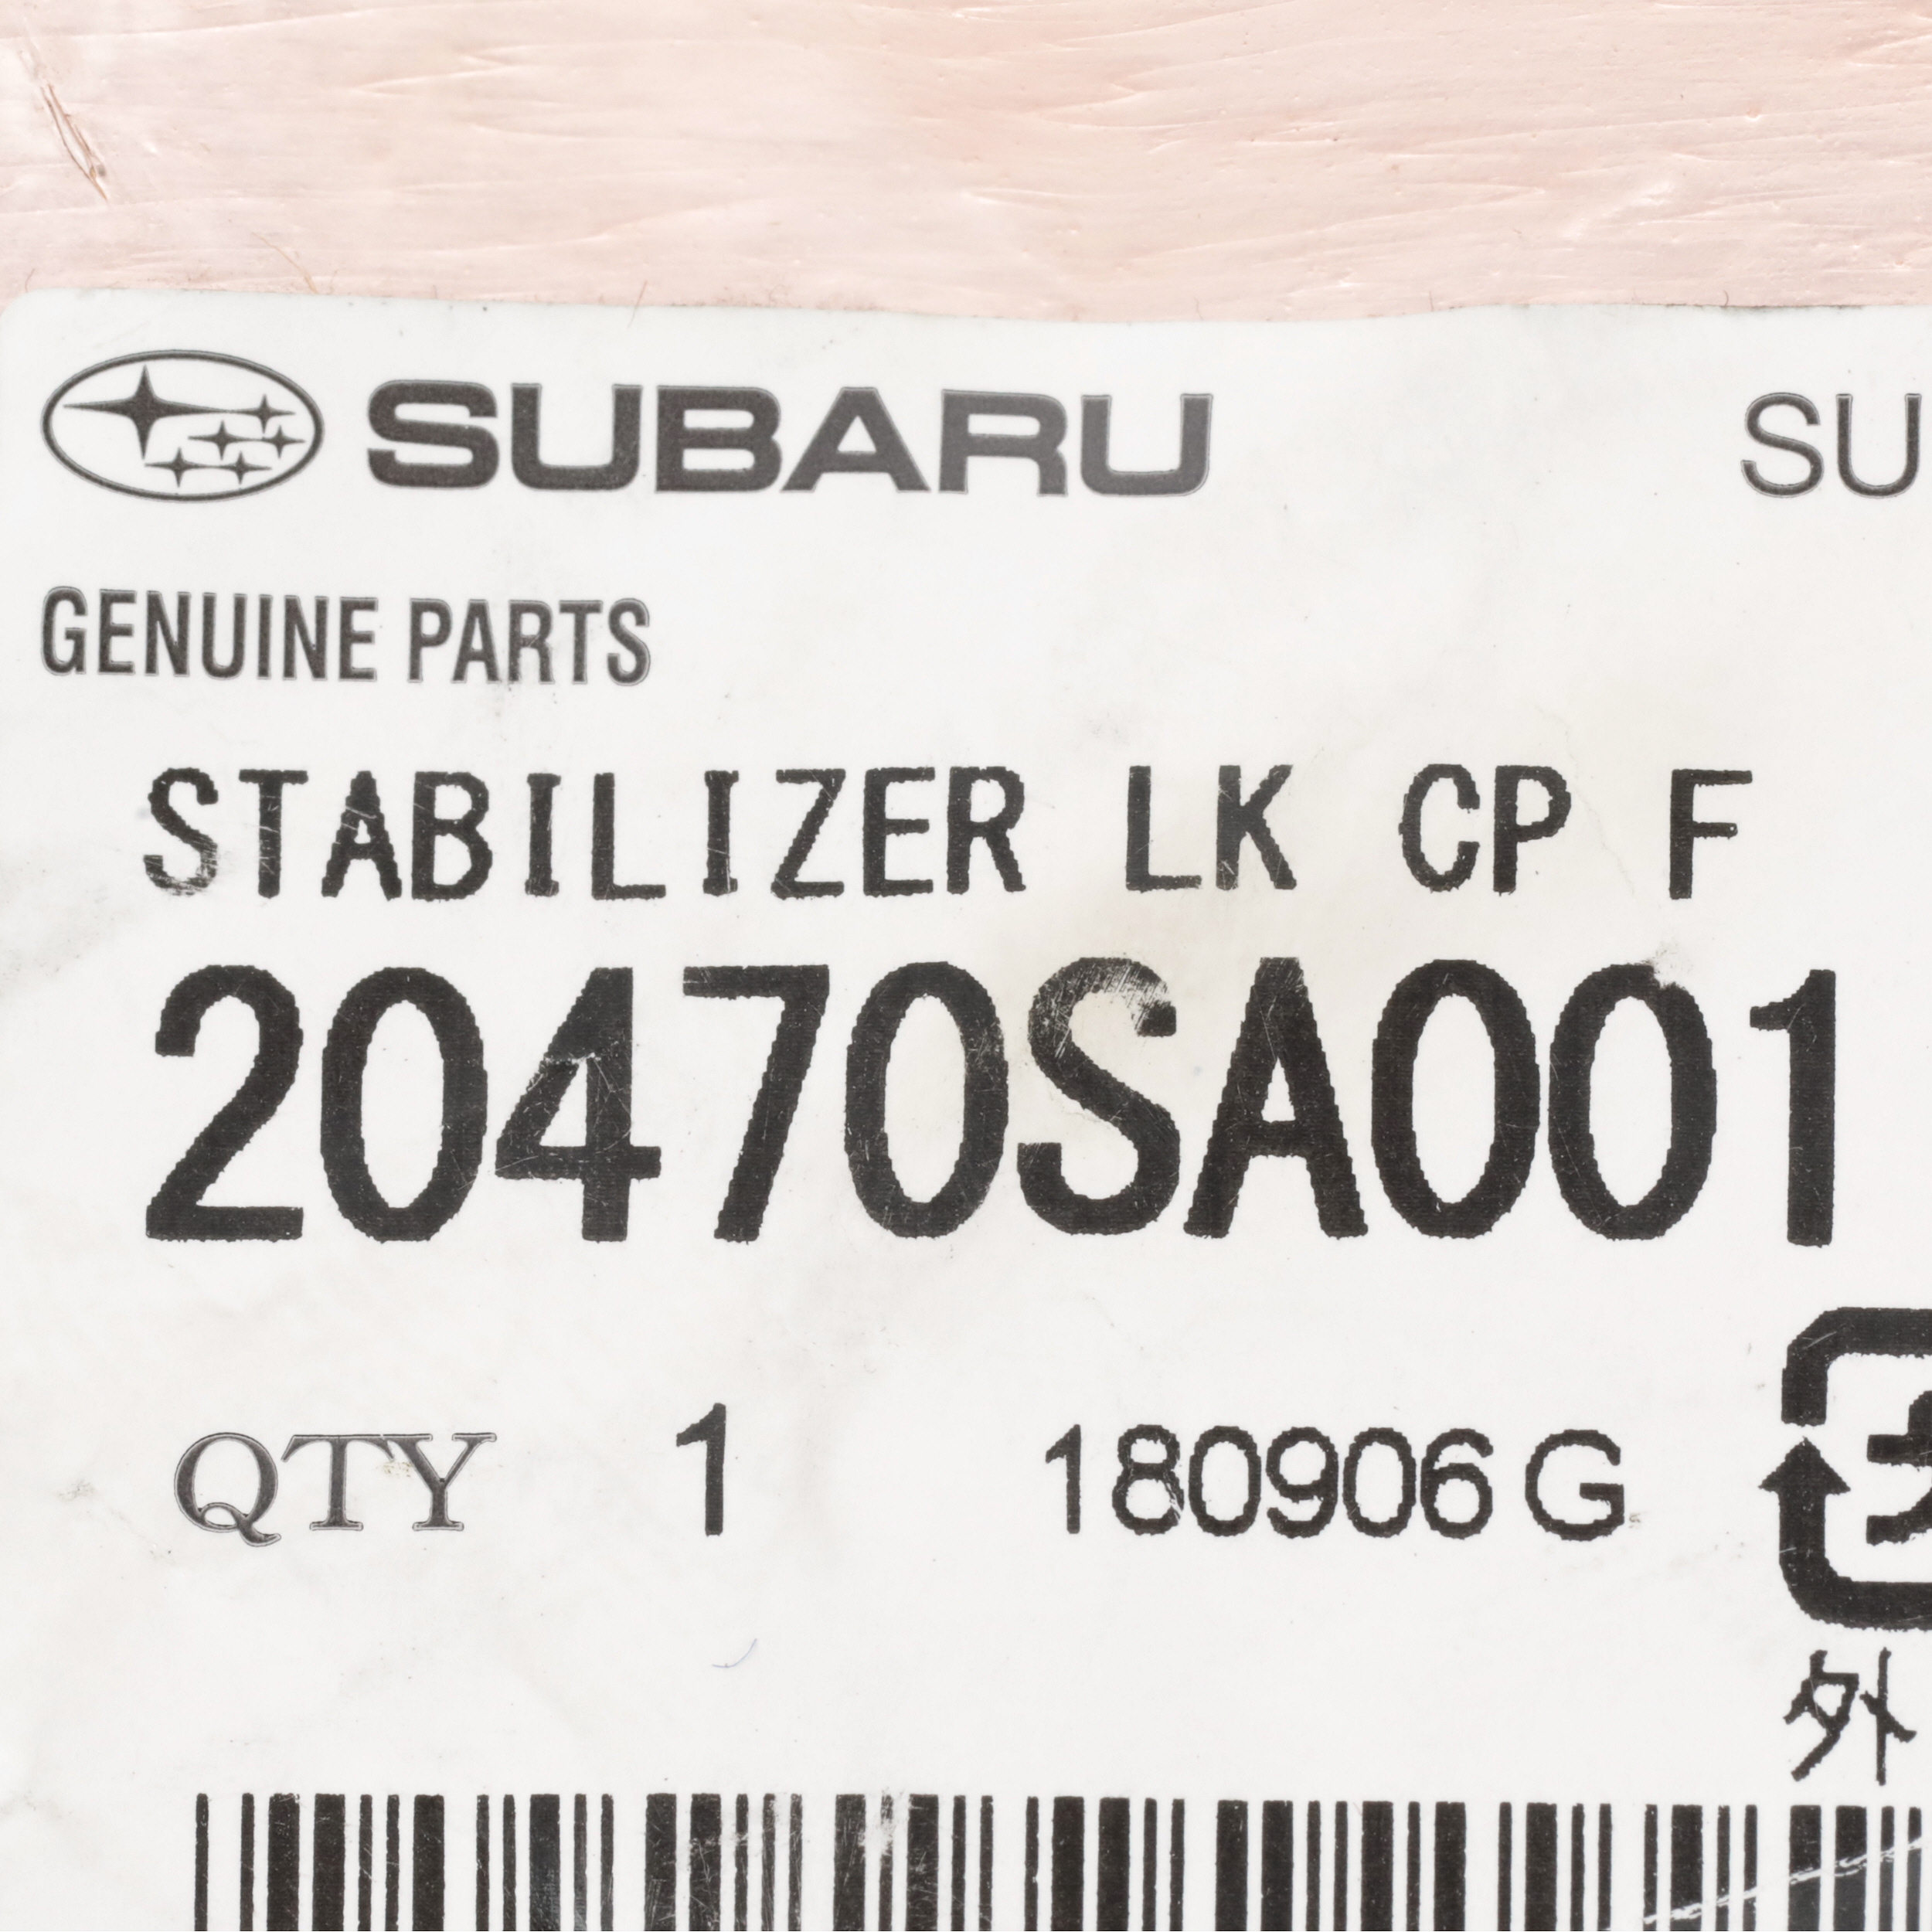 SUBARU SU
GENUINE PARTS
STABILIZER LK CP F
20470SA001
QTY 1 180906 G
外